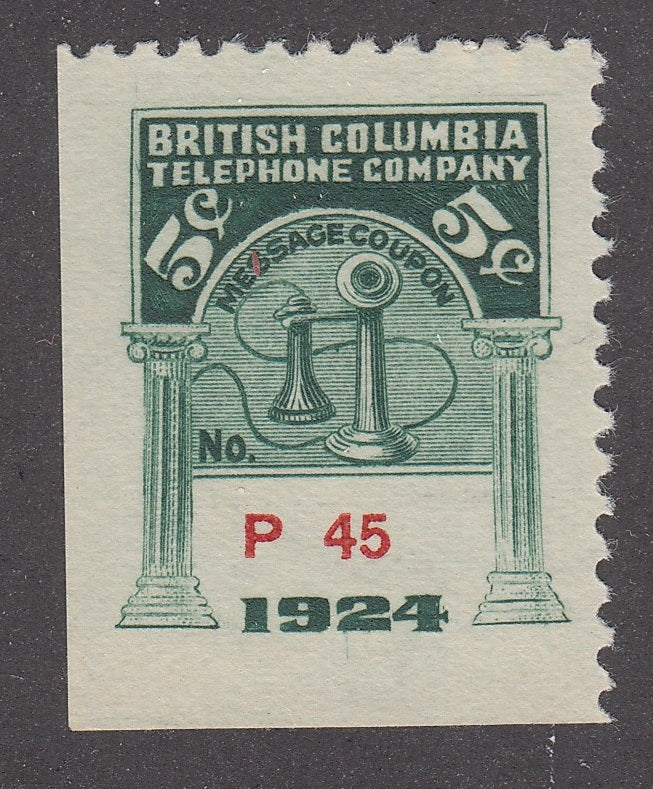 BRITISH COLUMBIA
TELEPHONE COMPANY
5¢ 5¢
MESSAGE COUPON
No.
P 45
1924